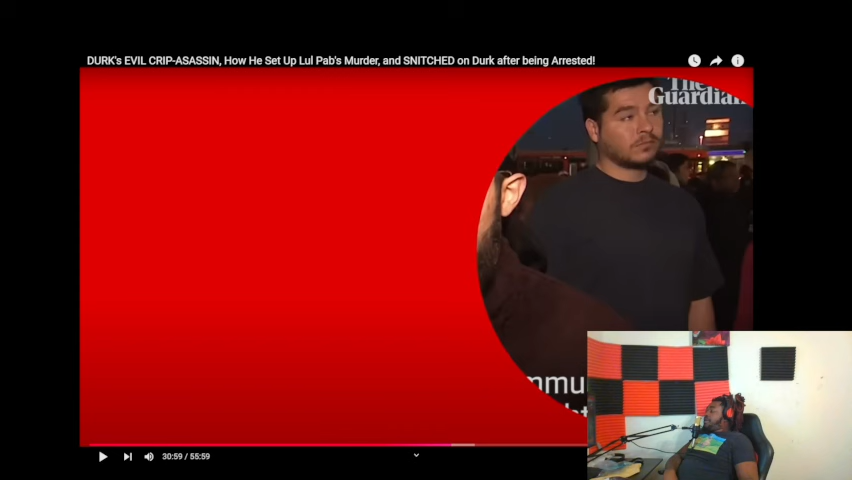 DURK's EVIL CRIP-ASASSIN, How He Set Up Lul Pab's Murder, and SNITCHED on Durk after being Arrested!
The
Guardian
mmu
30:59 / 55:59